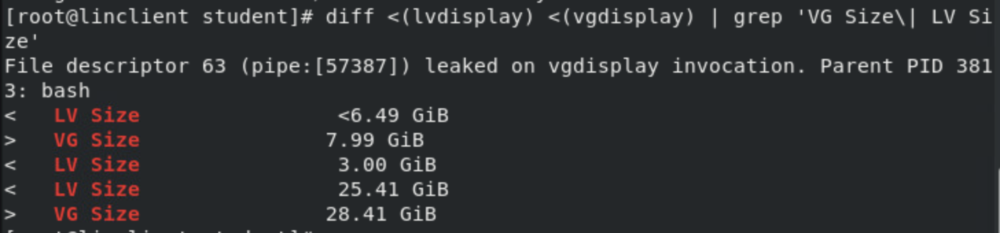 [root@linclient student]# diff <(lvdisplay) <(vgdisplay) | grep 'VG Size\| LV Si
ze'
File descriptor 63 (pipe:[57387]) leaked on vgdisplay invocation. Parent PID 381
3: bash
<   LV Size                <6.49 GiB
>   VG Size               7.99 GiB
<   LV Size                3.00 GiB
<   LV Size                25.41 GiB
>   VG Size               28.41 GiB